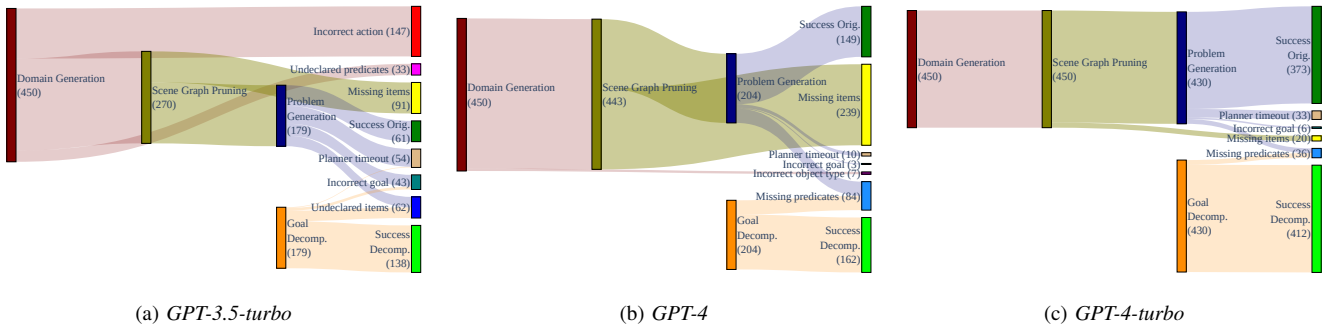 Incorrect action (147)
Undeclared predicates (33)
Domain Generation
(450)
Scene Graph Pruning
(270)
Missing items
(91)
Problem
Generation
(179)
Success Orig.
(61)
Planner timeout (54)
Incorrect goal (43)
Undeclared items (62)
Goal
Decomp.
(179)
Success
Decomp.
(138)
(a) GPT-3.5-turbo
Success Orig.
(149)
Domain Generation
(450)
Scene Graph Pruning
(443)
Problem Generation
(204)
Missing items
(239)
Planner timeout (10)
Incorrect goal (3)
Incorrect object type (7)
Missing predicates (84)
Goal
Decomp.
(204)
Success
Decomp.
(162)
(b) GPT-4
Domain Generation
(450)
Scene Graph Pruning
(450)
Problem
Generation
(430)
Success
Orig.
(373)
Planner timeout (33)
Incorrect goal (6)
Missing items (20)
Missing predicates (36)
Goal
Decomp.
(430)
Success
Decomp.
(412)
(c) GPT-4-turbo